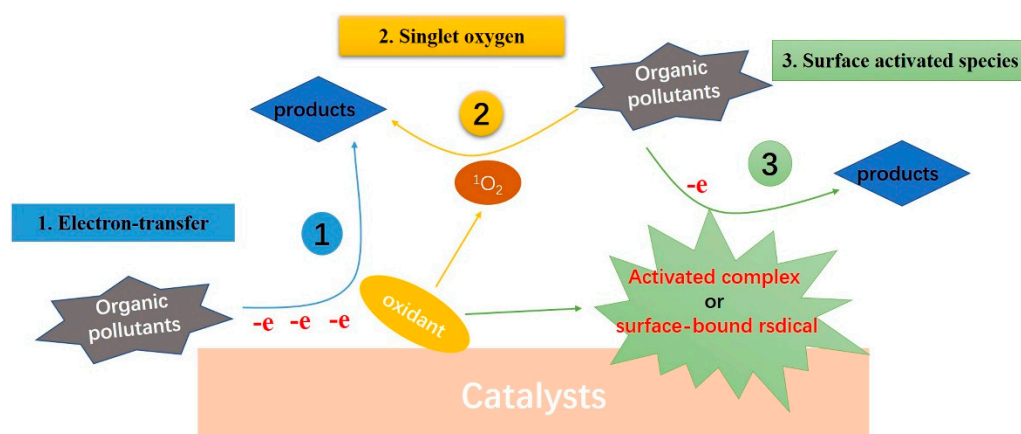 2. Singlet oxygen
Organic
pollutants
3. Surface activated species
products
2
3
¹O₂
-e
products
1. Electron-transfer
1
Organic
pollutants
-e -e -e
oxidant
Activated complex
or
surface-bound rsdical
Catalysts